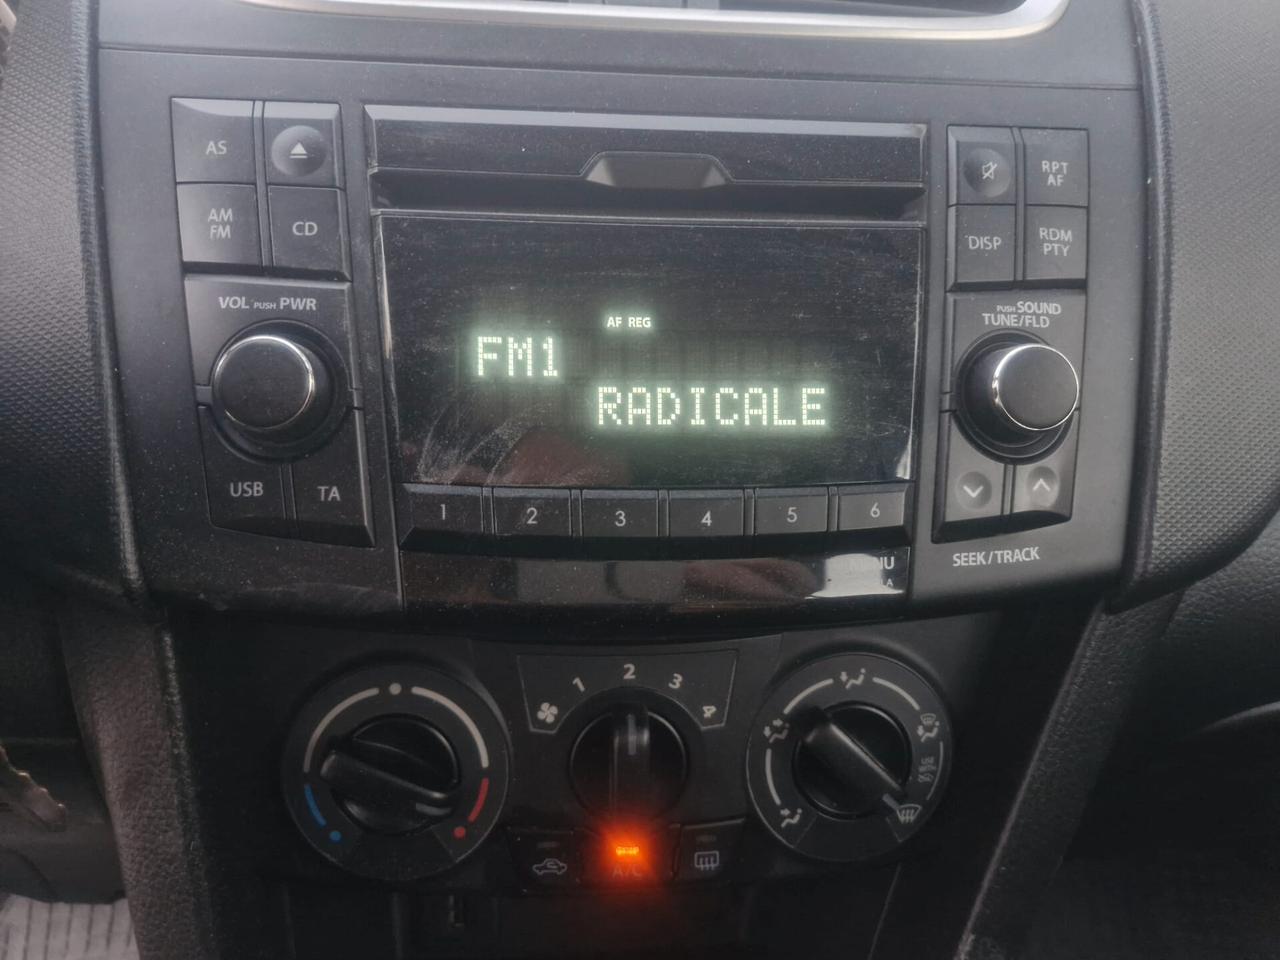 AS
AM
FM
CD
VOL PUSH PWR
USB
TA
AF REG
FM1
RADICALE
1 2 3 4 5 6
RPT
AF
DISP
RDM
PTY
PUSH SOUND
TUNE/FLD
SEEK/TRACK
1 2 3 4
A/C